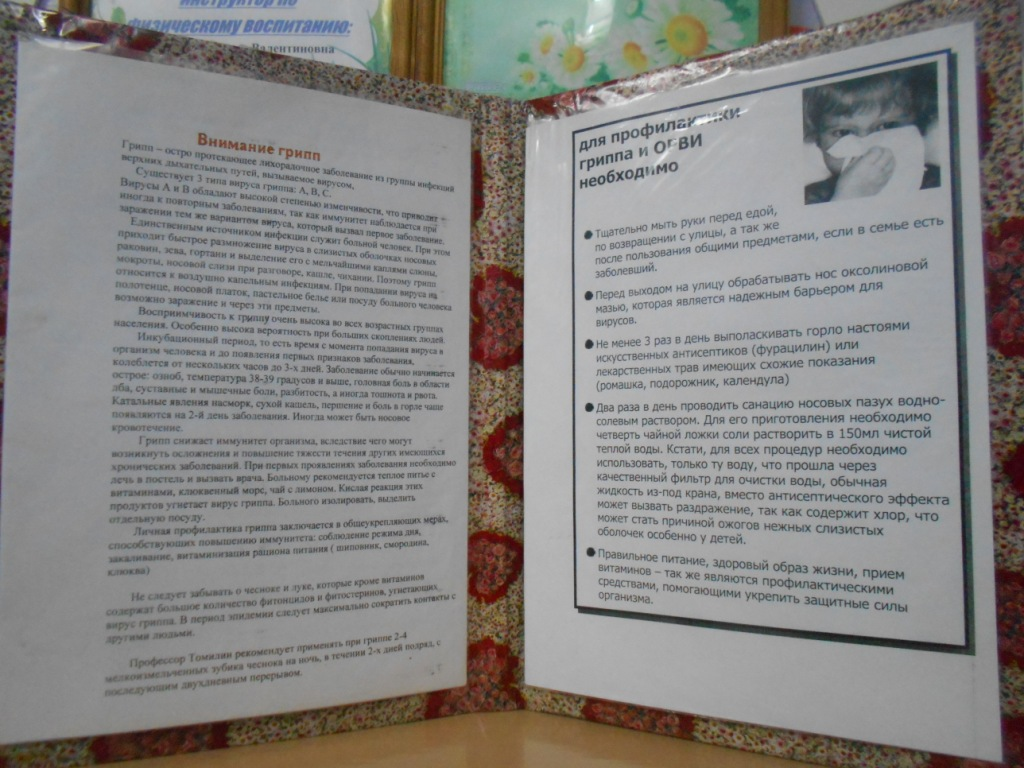 инструктор по
физическому воспитанию:
Валентиновна
Внимание грипп
Грипп – остро протекающее лихорадочное заболевание из группы инфекций
верхних дыхательных путей, вызываемое вирусом.
Существует 3 типа вируса гриппа: А, В, С.
Вирусы А и В обладают высокой степенью изменчивости, что приводит
иногда к повторным заболеваниям, так как иммунитет наблюдается при
заражении тем же вариантом вируса, который вызвал первое заболевание.
Единственным источником инфекции служит больной человек. При этом
приходит быстрое размножение вируса в слизистых оболочках носовых
раковин, зева, гортани и выделение его с мельчайшими каплями слюны,
мокроты, носовой слизи при разговоре, кашле, чихании. Поэтому грипп
относится к воздушно капельным инфекциям. При попадании вируса на
полотенце, носовой платок, пастельное белье или посуду больного человека
возможно заражение и через эти предметы.
Восприимчивость к гриппу очень высока во всех возрастных группах
населения. Особенно высока вероятность при больших скоплениях людей.
Инкубационный период, то есть время с момента попадания вируса в
организм человека и до появления первых признаков заболевания,
колеблется от нескольких часов до 3-х дней. Заболевание обычно начинается
остро: озноб, температура 38-39 градусов и выше, головная боль в области
лба, суставные и мышечные боли, разбитость, а иногда тошнота и рвота.
Катальные явления насморк, сухой кашель, першение и боль в горле чаще
появляются на 2-й день заболевания. Иногда может быть носовое
кровотечение.
Грипп снижает иммунитет организма, вследствие чего могут
возникнуть осложнения и повышение тяжести течения других имеющихся
хронических заболеваний. При первых проявлениях заболевания необходимо
лечь в постель и вызвать врача. Больному рекомендуется теплое питье с
витаминами, клюквенный морс, чай с лимоном. Кислая реакция этих
продуктов угнетает вирус гриппа. Больного изолировать, выделить
отдельную посуду.
Личная профилактика гриппа заключается в общеукрепляющих мерах,
способствующих повышению иммунитета: соблюдение режима дня,
закаливание, витаминизация рациона питания ( шиповник, смородина,
клюква)
Не следует забывать о чесноке и луке, которые кроме витаминов
содержат большое количество фитонцидов и фитостеринов, угнетающих
вирус гриппа. В период эпидемии следует максимально сократить контакты с
другими людьми.
Профессор Томилин рекомендует применять при гриппе 2-4
мелкоизмельченных зубика чеснока на ночь, в течении 2-х дней подряд, с
последующим двухдневным перерывом.
для профилактики
гриппа и ОРВИ
необходимо
● Тщательно мыть руки перед едой,
по возвращении с улицы, а так же
после пользования общими предметами, если в семье есть
заболевший.
● Перед выходом на улицу обрабатывать нос оксолиновой
мазью, которая является надежным барьером для
вирусов.
● Не менее 3 раз в день выполаскивать горло настоями
искусственных антисептиков (фурацилин) или
лекарственных трав имеющих схожие показания
(ромашка, подорожник, календула)
● Два раза в день проводить санацию носовых пазух водно-
солевым раствором. Для его приготовления необходимо
четверть чайной ложки соли растворить в 150мл чистой
теплой воды. Кстати, для всех процедур необходимо
использовать, только ту воду, что прошла через
качественный фильтр для очистки воды, обычная
жидкость из-под крана, вместо антисептического эффекта
может вызвать раздражение, так как содержит хлор, что
может стать причиной ожогов нежных слизистых
оболочек особенно у детей.
● Правильное питание, здоровый образ жизни, прием
витаминов – так же являются профилактическими
средствами, помогающими укрепить защитные силы
организма.